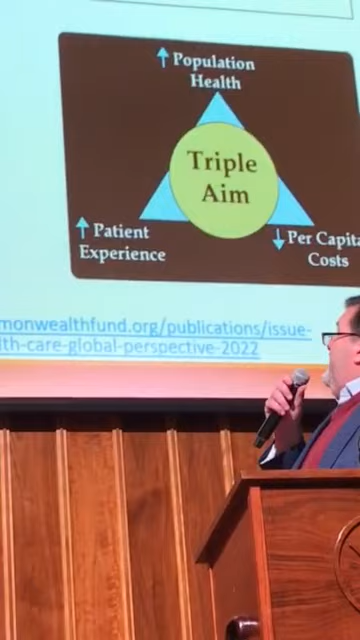 ↑ Population
Health
Triple
Aim
↑ Patient
Experience
↓ Per Capita
Costs
monwealthfund.org/publications/issue-
lth-care-global-perspective-2022